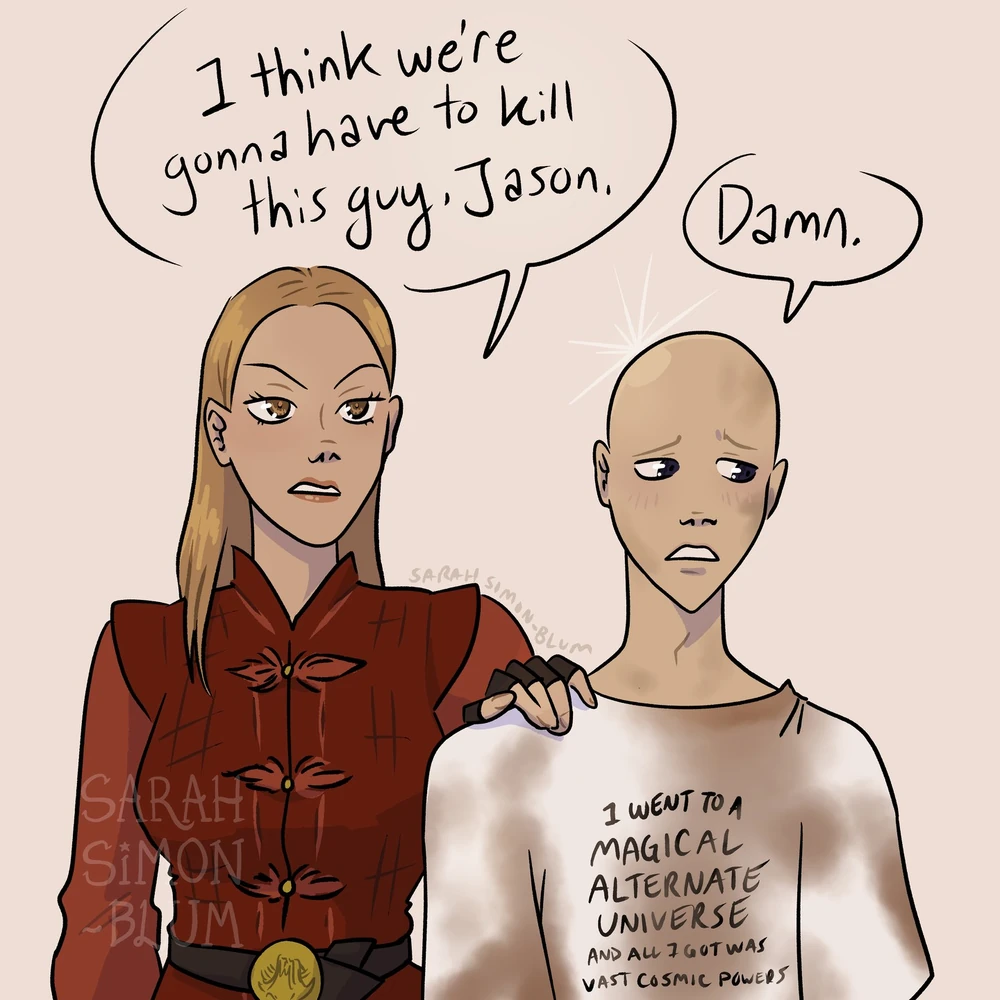 I think we're
gonna have to kill
this guy, Jason.
Damn.
SARAH SIMON~BLUM
I WENT TO A
MAGICAL
ALTERNATE
UNIVERSE
AND ALL I GOT WAS
VAST COSMIC POWERS
SARAH
SiMON
~BLUM